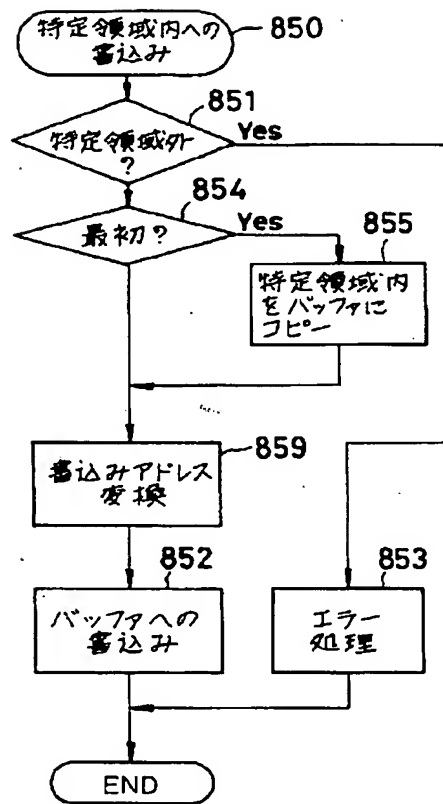 特定領域内への
書込み
850
851
特定領域外
?
Yes
854
最初?
Yes
855
特定領域内
をバッファに
コピー
859
書込みアドレス
変換
852
バッファへの
書込み
853
エラー
処理
END